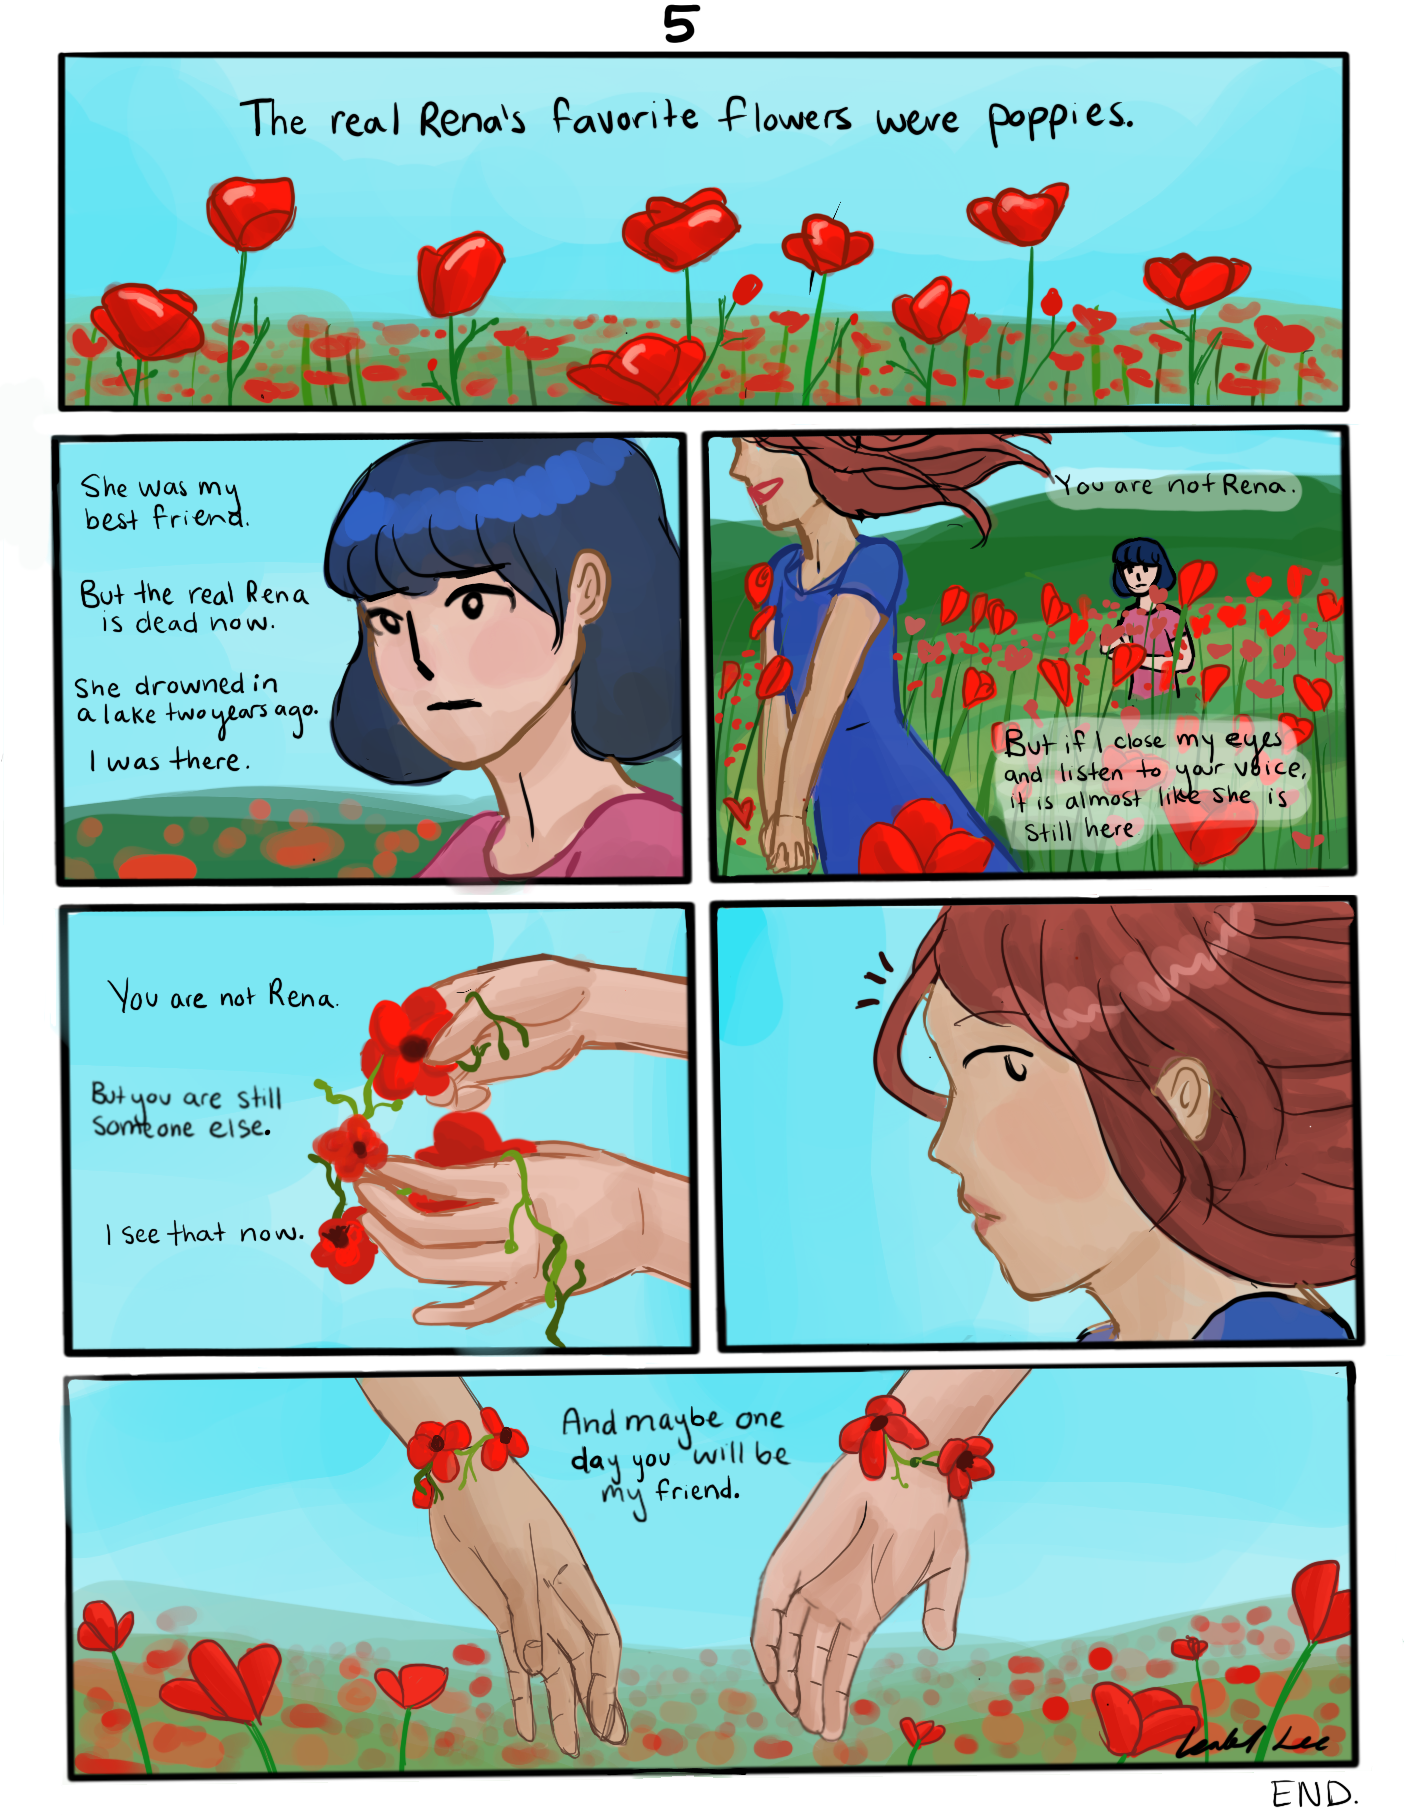 5
The real Rena's favorite flowers were poppies.
She was my
best friend.
But the real Rena
is dead now.
She drowned in
a lake two years ago.
I was there.
You are not Rena.
But if I close my eyes
and listen to your voice,
it is almost like she is
still here
You are not Rena.
But you are still
someone else.
I see that now.
And maybe one
day you will be
my friend.
Isabel Lee
END.